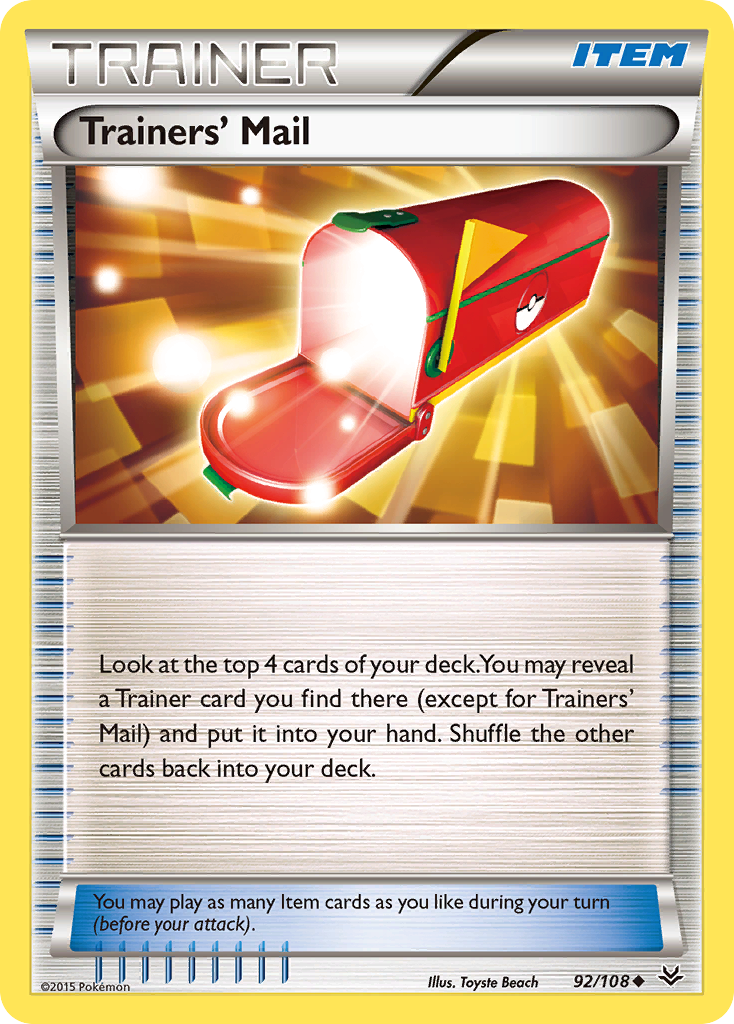 TRAINER
ITEM
Trainers’ Mail
Look at the top 4 cards of your deck.You may reveal
a Trainer card you find there (except for Trainers’
Mail) and put it into your hand. Shuffle the other
cards back into your deck.
You may play as many Item cards as you like during your turn
(before your attack).
©2015 Pokémon
Illus. Toyste Beach
92/108